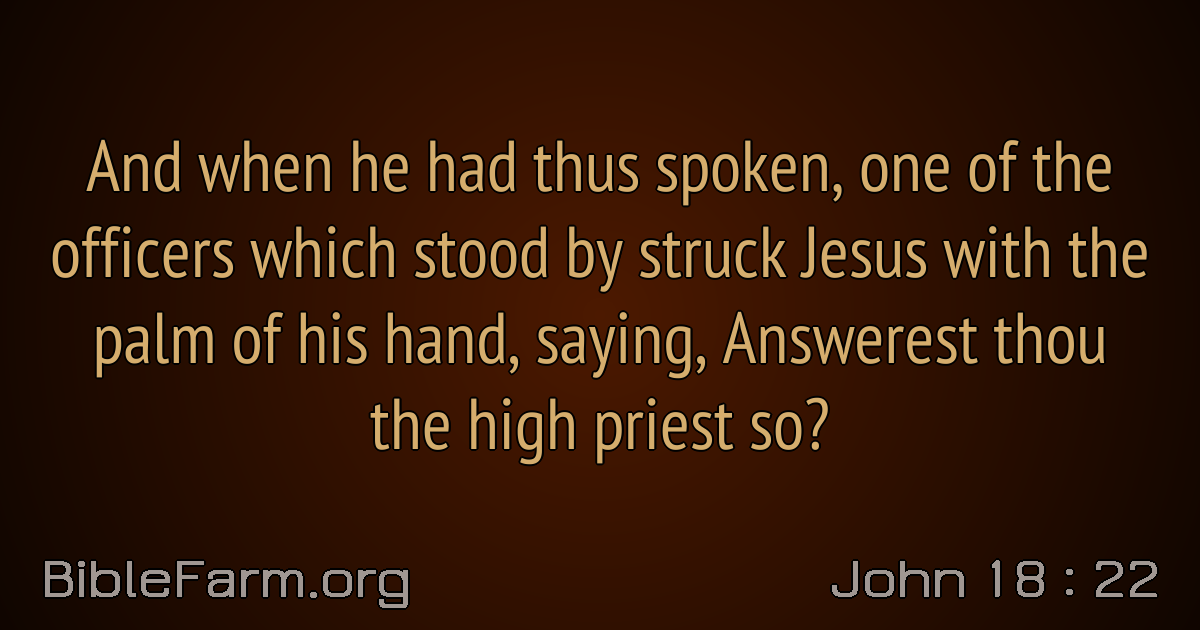 And when he had thus spoken, one of the
officers which stood by struck Jesus with the
palm of his hand, saying, Answerest thou
the high priest so?
BibleFarm.org
John 18 : 22